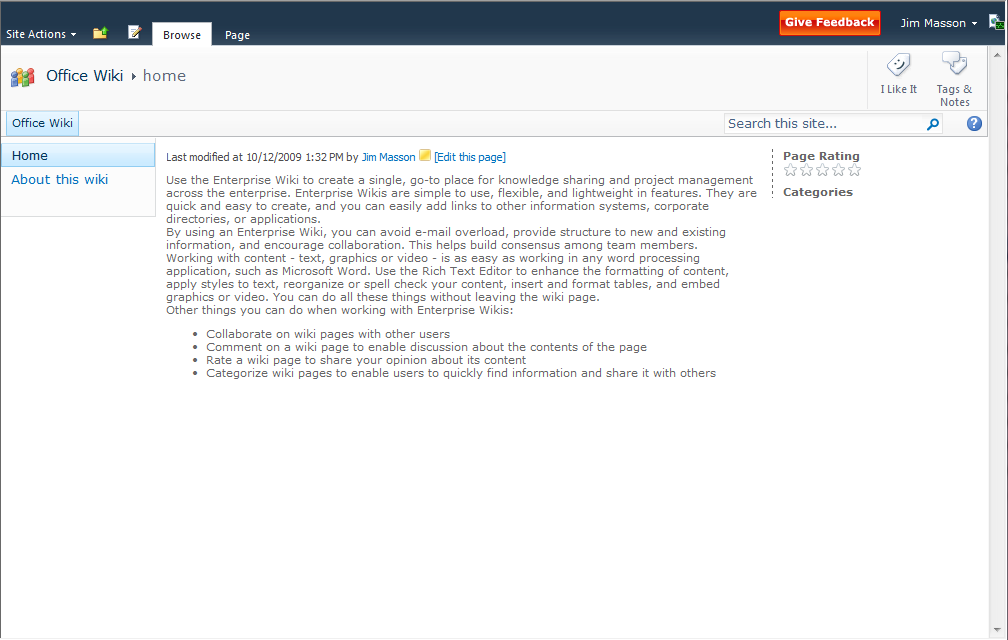 Site Actions
Browse
Page
Give Feedback
Jim Masson
Office Wiki
home
I Like It
Tags &
Notes
Office Wiki
Search this site...
Home
About this wiki
Last modified at 10/12/2009 1:32 PM by Jim Masson [Edit this page]
Use the Enterprise Wiki to create a single, go-to place for knowledge sharing and project management
across the enterprise. Enterprise Wikis are simple to use, flexible, and lightweight in features. They are
quick and easy to create, and you can easily add links to other information systems, corporate
directories, or applications.
By using an Enterprise Wiki, you can avoid e-mail overload, provide structure to new and existing
information, and encourage collaboration. This helps build consensus among team members.
Working with content - text, graphics or video - is as easy as working in any word processing
application, such as Microsoft Word. Use the Rich Text Editor to enhance the formatting of content,
apply styles to text, reorganize or spell check your content, insert and format tables, and embed
graphics or video. You can do all these things without leaving the wiki page.
Other things you can do when working with Enterprise Wikis:
• Collaborate on wiki pages with other users
• Comment on a wiki page to enable discussion about the contents of the page
• Rate a wiki page to share your opinion about its content
• Categorize wiki pages to enable users to quickly find information and share it with others
Page Rating
Categories